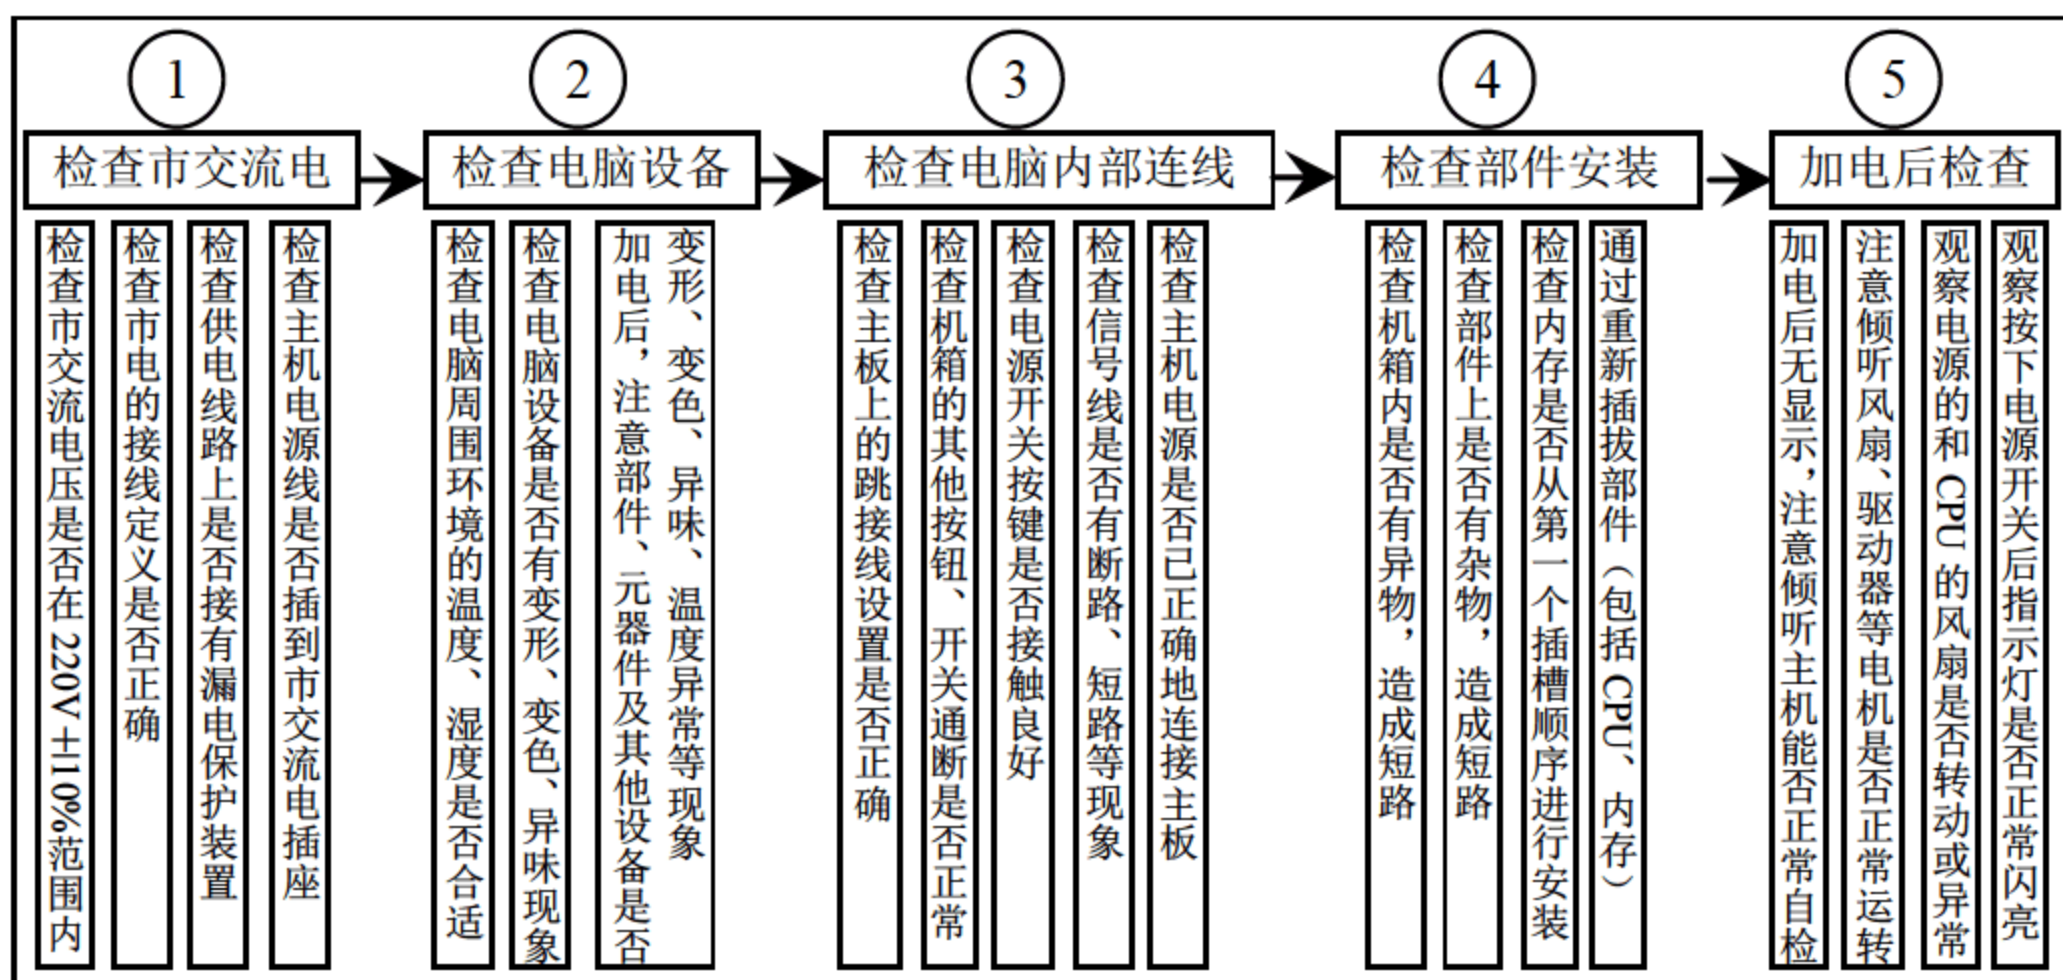 1
检查市交流电
检查市交流电压是否在 220V±10%范围内
检查市电的接线定义是否正确
检查供电线路上是否接有漏电保护装置
检查主机电源线是否插到市交流电插座
2
检查电脑设备
检查电脑周围环境的温度、湿度是否合适
检查电脑设备是否有变形、变色、异味现象
加电后，注意部件、元器件及其他设备是否
变形、变色、异味、温度异常等现象
3
检查电脑内部连线
检查主板上的跳接线设置是否正确
检查机箱的其他按钮、开关通断是否正常
检查电源开关按键是否接触良好
检查信号线是否有断路、短路等现象
检查主机电源是否已正确地连接主板
4
检查部件安装
检查机箱内是否有异物，造成短路
检查部件上是否有杂物，造成短路
检查内存是否从第一个插槽顺序进行安装
通过重新插拔部件（包括 CPU、内存）
5
加电后检查
加电后无显示，注意倾听主机能否正常自检
注意倾听风扇、驱动器等电机是否正常运转
观察电源的和 CPU 的风扇是否转动或异常
观察按下电源开关后指示灯是否正常闪亮